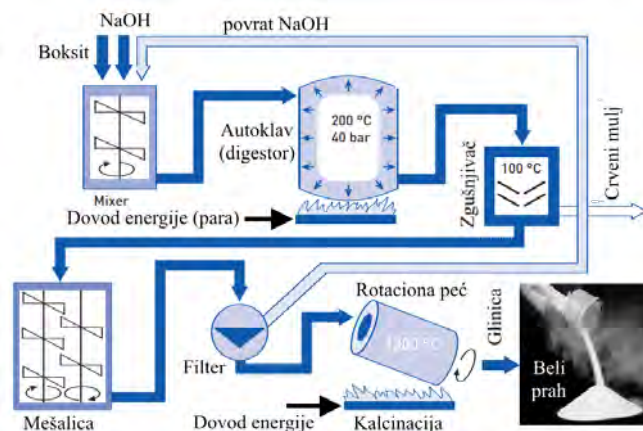 NaOH
povrat NaOH
Boksit
Autoklav
(digestor)
200 °C
40 bar
Mixer
Dovod energije (para)
Zgušnjivač
100 °C
Crveni mulj
Rotaciona peć
1300 °C
Glinica
Filter
Beli
prah
Mešalica
Dovod energije
Kalcinacija